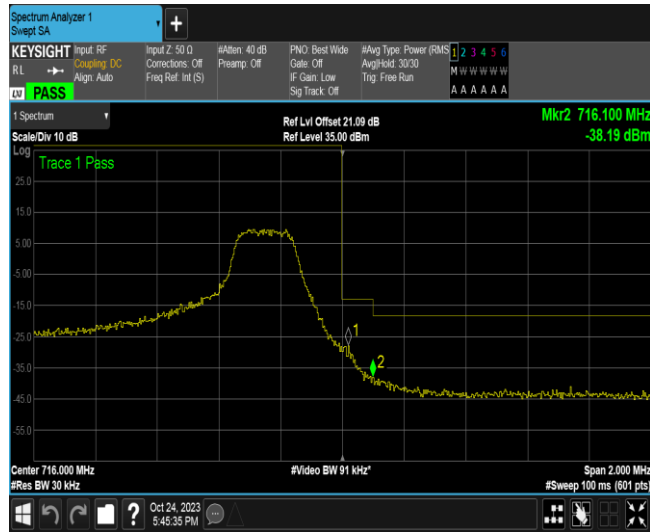 Spectrum Analyzer 1
Swept SA
+
KEYSIGHT Input: RF
RL Coupling: DC
Align: Auto
LXI PASS
Input Z: 50 Ω
Corrections: Off
Freq Ref: Int (S)
#Atten: 40 dB
Preamp: Off
PNO: Best Wide
Gate: Off
IF Gain: Low
Sig Track: Off
#Avg Type: Power (RMS
Avg|Hold: 30/30
Trig: Free Run
1 2 3 4 5 6
M W W W W W
A A A A A A
1 Spectrum
Scale/Div 10 dB
Ref Lvl Offset 21.09 dB
Ref Level 35.00 dBm
Mkr2 716.100 MHz
-38.19 dBm
Log
Trace 1 Pass
25.0
15.0
5.00
-5.00
-15.0
-25.0
-35.0
-45.0
-55.0
1
2
Center 716.000 MHz
#Res BW 30 kHz
#Video BW 91 kHz*
Span 2.000 MHz
#Sweep 100 ms (601 pts)
?
Oct 24, 2023
5:45:35 PM